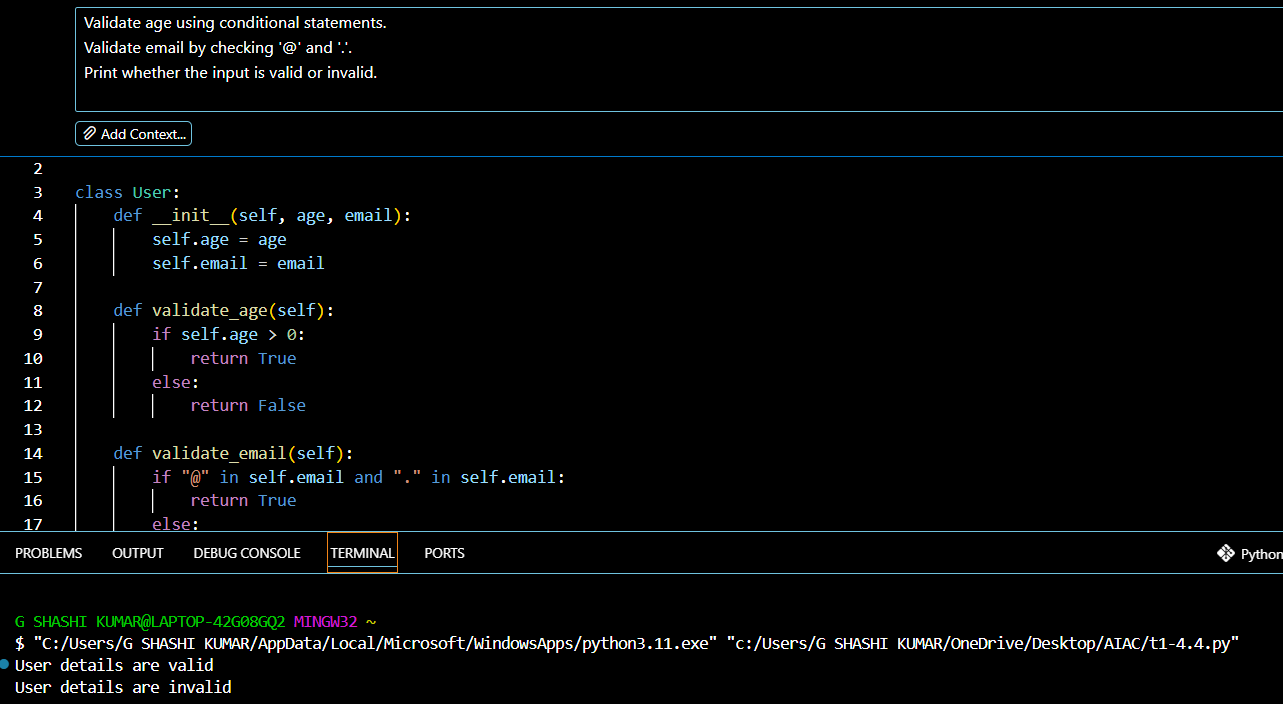 Validate age using conditional statements.
Validate email by checking '@' and '.'.
Print whether the input is valid or invalid.
Add Context...
2
3 class User:
4 def __init__(self, age, email):
5 self.age = age
6 self.email = email
7
8 def validate_age(self):
9 if self.age > 0:
10 return True
11 else:
12 return False
13
14 def validate_email(self):
15 if "@" in self.email and "." in self.email:
16 return True
17 else:
PROBLEMS OUTPUT DEBUG CONSOLE TERMINAL PORTS Python
G SHASHI KUMAR@LAPTOP-42G08GQ2 MINGW32 ~
$ "C:/Users/G SHASHI KUMAR/AppData/Local/Microsoft/WindowsApps/python3.11.exe" "c:/Users/G SHASHI KUMAR/OneDrive/Desktop/AIAC/t1-4.4.py"
User details are valid
User details are invalid